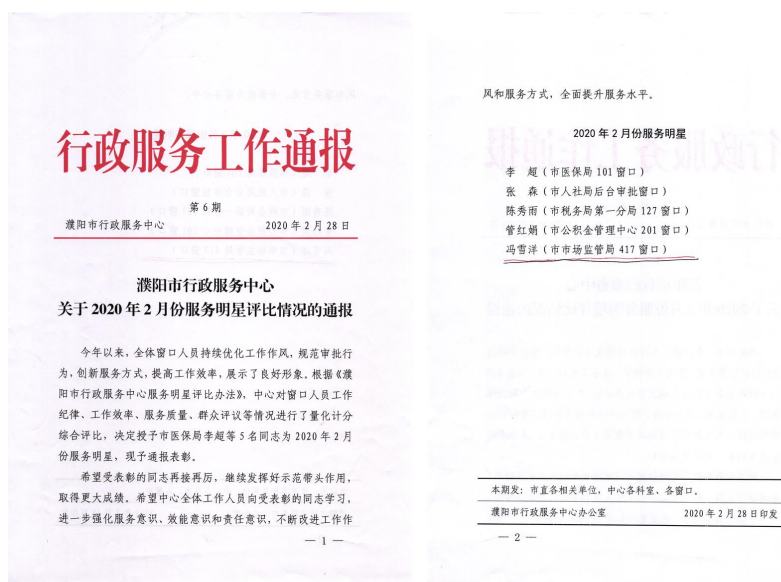 行政服务工作通报
第6期
濮阳市行政服务中心 2020年2月28日
濮阳市行政服务中心
关于2020年2月份服务明星评比情况的通报
今年以来，全体窗口人员持续优化工作作风，规范审批行
为，创新服务方式，提高工作效率，展示了良好形象。根据《濮
阳市行政服务中心服务明星评比办法》，中心对窗口人员工作
纪律、工作效率、服务质量、群众评议等情况进行了量化计分
综合评比，决定授予市医保局李超等5名同志为2020年2月
份服务明星，现予通报表彰。
希望受表彰的同志再接再厉，继续发挥好示范带头作用，
取得更大成绩。希望中心全体工作人员向受表彰的同志学习，
进一步强化服务意识、效能意识和责任意识，不断改进工作作
— 1 —
风和服务方式，全面提升服务水平。
2020年2月份服务明星
李 超（市医保局101窗口）
张 森（市人社局后台审批窗口）
陈秀雨（市税务局第一分局127窗口）
管红娟（市公积金管理中心201窗口）
冯雪洋（市市场监管局417窗口）
本期发：市直各相关单位，中心各科室、各窗口。
濮阳市行政服务中心办公室 2020年2月28日印发
— 2 —